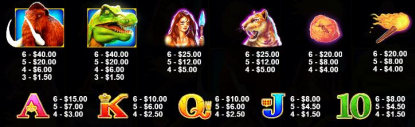 6 - $40.00
5 - $20.00
4 - $6.00
3 - $1.50
6 - $40.00
5 - $20.00
4 - $6.00
3 - $1.50
6 - $25.00
5 - $12.00
4 - $5.00
6 - $25.00
5 - $12.00
4 - $5.00
6 - $20.00
5 - $8.00
4 - $4.00
6 - $20.00
5 - $8.00
4 - $4.00
A
6 - $15.00
5 - $7.00
4 - $3.00
K
6 - $10.00
5 - $6.00
4 - $2.50
Q
6 - $10.00
5 - $6.00
4 - $2.50
J
6 - $8.00
5 - $4.50
4 - $1.50
10
6 - $8.00
5 - $4.50
4 - $1.50